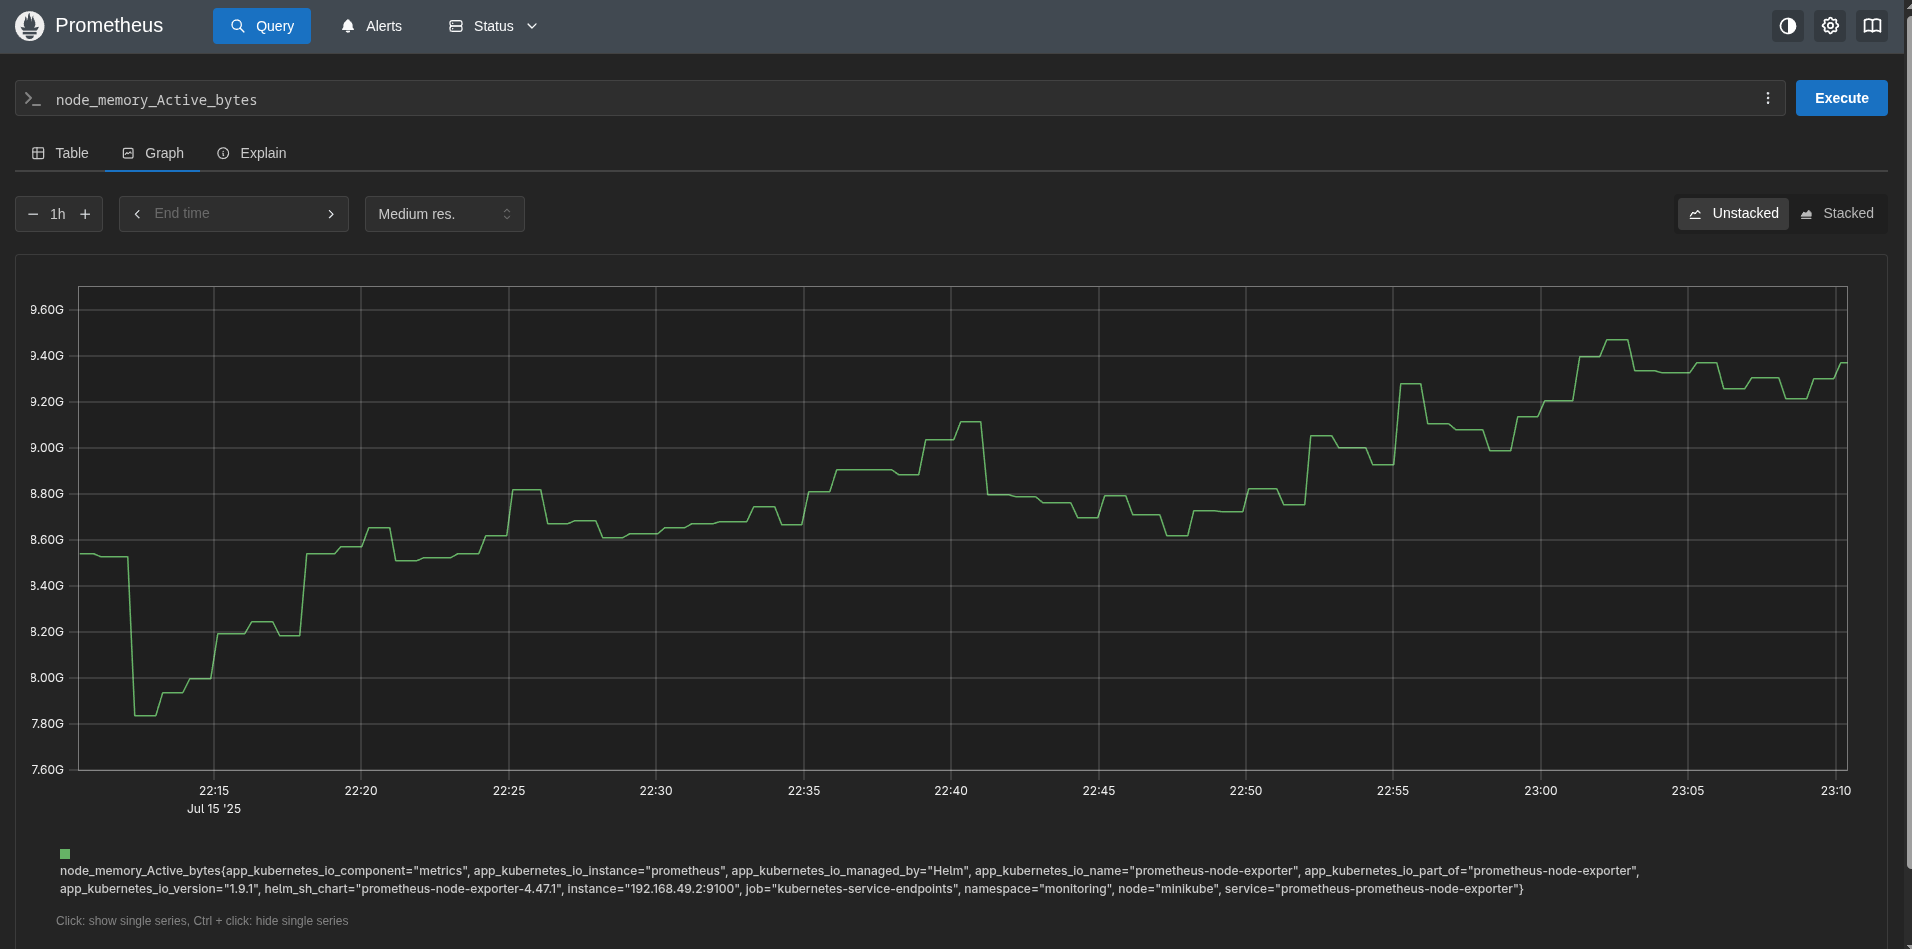 Prometheus
Query
Alerts
Status
node_memory_Active_bytes
Execute
Table
Graph
Explain
1h
End time
Medium res.
Unstacked
Stacked
9.60G
9.40G
9.20G
9.00G
8.80G
8.60G
8.40G
8.20G
8.00G
7.80G
7.60G
22:15 22:20 22:25 22:30 22:35 22:40 22:45 22:50 22:55 23:00 23:05 23:10
Jul 15 '25
node_memory_Active_bytes{app_kubernetes_io_component="metrics", app_kubernetes_io_instance="prometheus", app_kubernetes_io_managed_by="Helm", app_kubernetes_io_name="prometheus-node-exporter", app_kubernetes_io_part_of="prometheus-node-exporter",
app_kubernetes_io_version="1.9.1", helm_sh_chart="prometheus-node-exporter-4.47.1", instance="192.168.49.2:9100", job="kubernetes-service-endpoints", namespace="monitoring", node="minikube", service="prometheus-prometheus-node-exporter"}
Click: show single series, Ctrl + click: hide single series